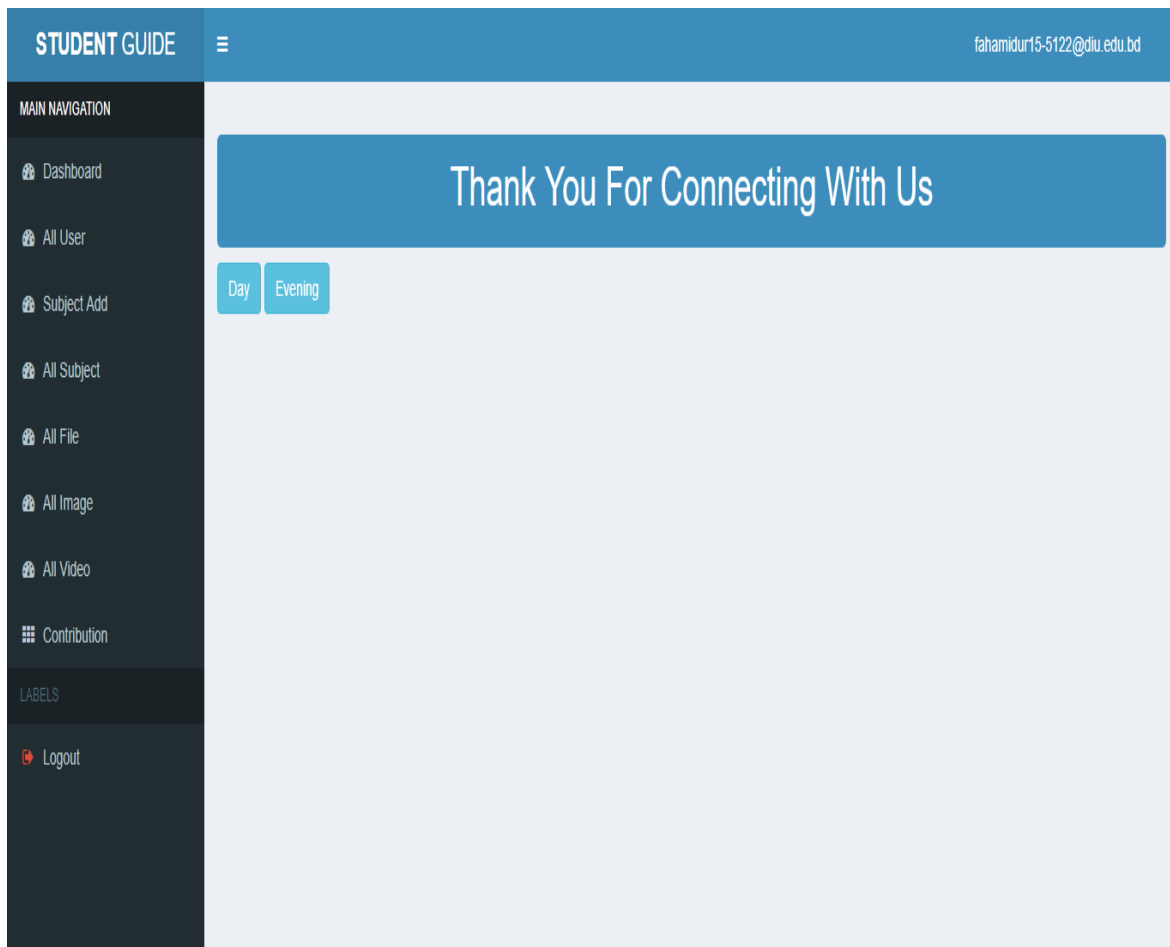 STUDENT GUIDE
fahamidur15-5122@diu.edu.bd
MAIN NAVIGATION
Dashboard
All User
Subject Add
All Subject
All File
All Image
All Video
Contribution
LABELS
Logout
Thank You For Connecting With Us
Day Evening